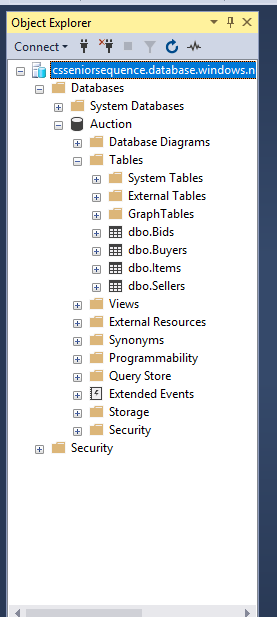 Object Explorer
Connect
csseniorsequence.database.windows.n
Databases
System Databases
Auction
Database Diagrams
Tables
System Tables
External Tables
GraphTables
dbo.Bids
dbo.Buyers
dbo.Items
dbo.Sellers
Views
External Resources
Synonyms
Programmability
Query Store
Extended Events
Storage
Security
Security